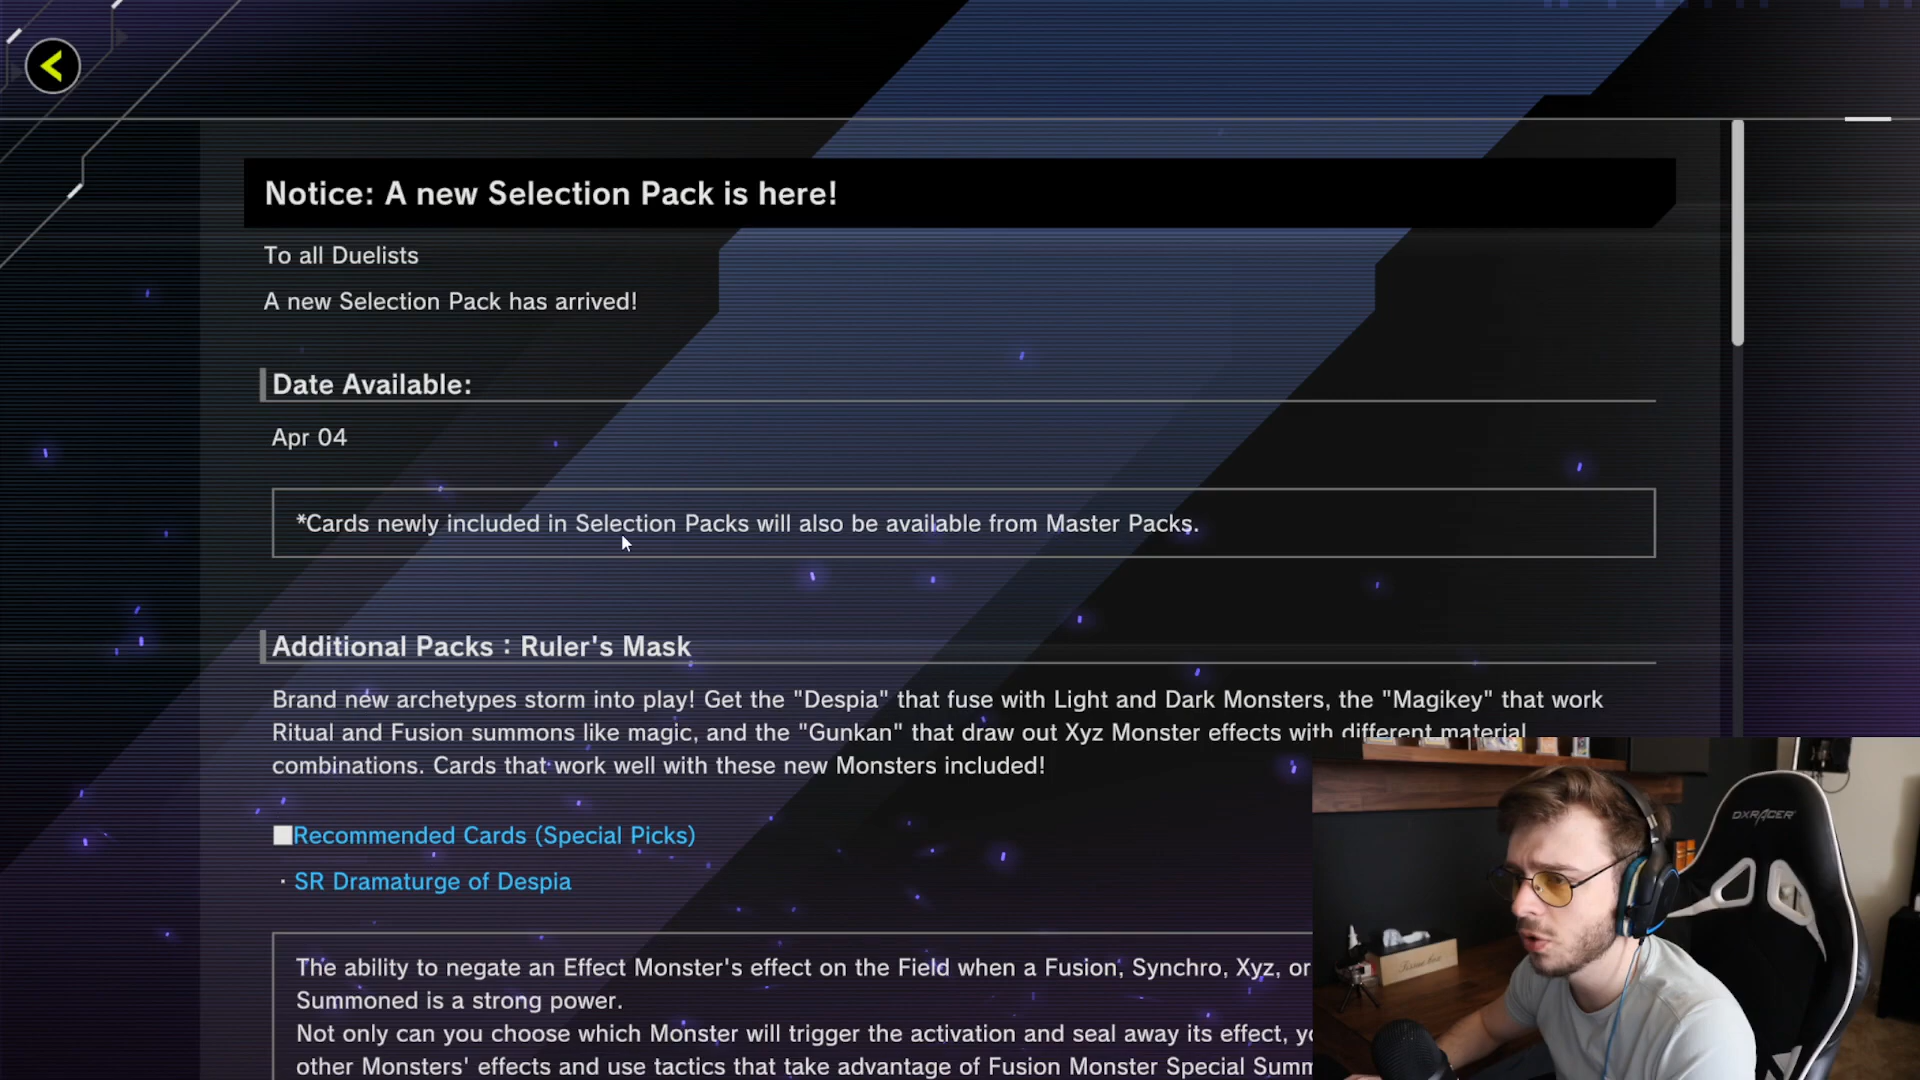 Notice: A new Selection Pack is here!
To all Duelists
A new Selection Pack has arrived!
Date Available:
Apr 04
*Cards newly included in Selection Packs will also be available from Master Packs.
Additional Packs : Ruler's Mask
Brand new archetypes storm into play! Get the "Despia" that fuse with Light and Dark Monsters, the "Magikey" that work
Ritual and Fusion summons like magic, and the "Gunkan" that draw out Xyz Monster effects with different material
combinations. Cards that work well with these new Monsters included!
■Recommended Cards (Special Picks)
・SR Dramaturge of Despia
The ability to negate an Effect Monster's effect on the Field when a Fusion, Synchro, Xyz, or
Summoned is a strong power.
Not only can you choose which Monster will trigger the activation and seal away its effect,
other Monsters' effects and use tactics that take advantage of Fusion Monster Special
DXRACER
Tissue box